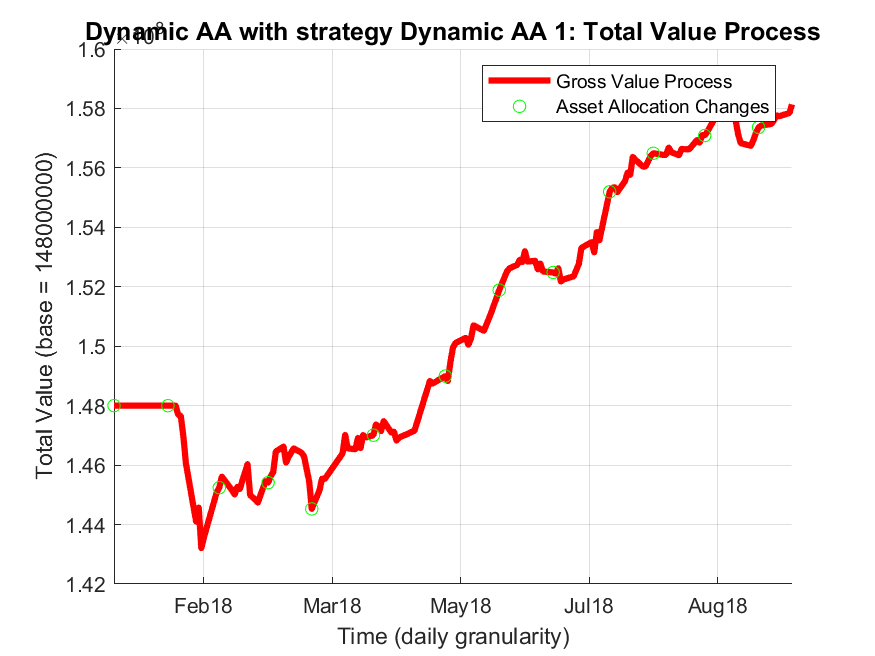 Dynamic AA with strategy Dynamic AA 1: Total Value Process
×10⁸
Gross Value Process
Asset Allocation Changes
Total Value (base = 148000000)
1.6
1.58
1.56
1.54
1.52
1.5
1.48
1.46
1.44
1.42
Feb18
Mar18
May18
Jul18
Aug18
Time (daily granularity)